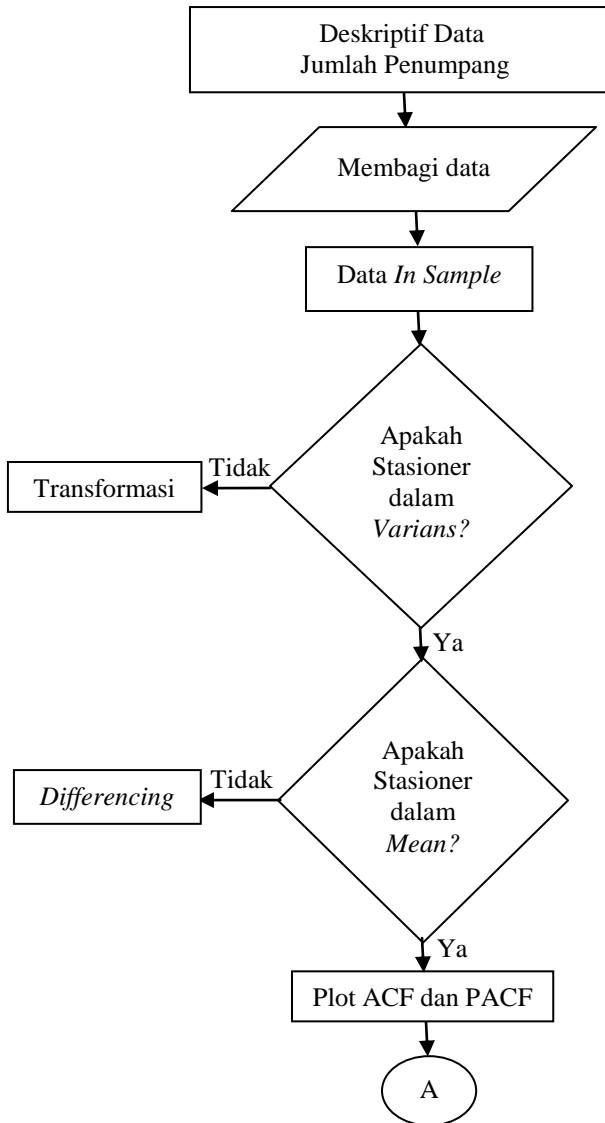 Deskriptif Data
Jumlah Penumpang
Membagi data
Data In Sample
Apakah
Stasioner
dalam
Varians?
Tidak
Transformasi
Ya
Apakah
Stasioner
dalam
Mean?
Tidak
Differencing
Ya
Plot ACF dan PACF
A